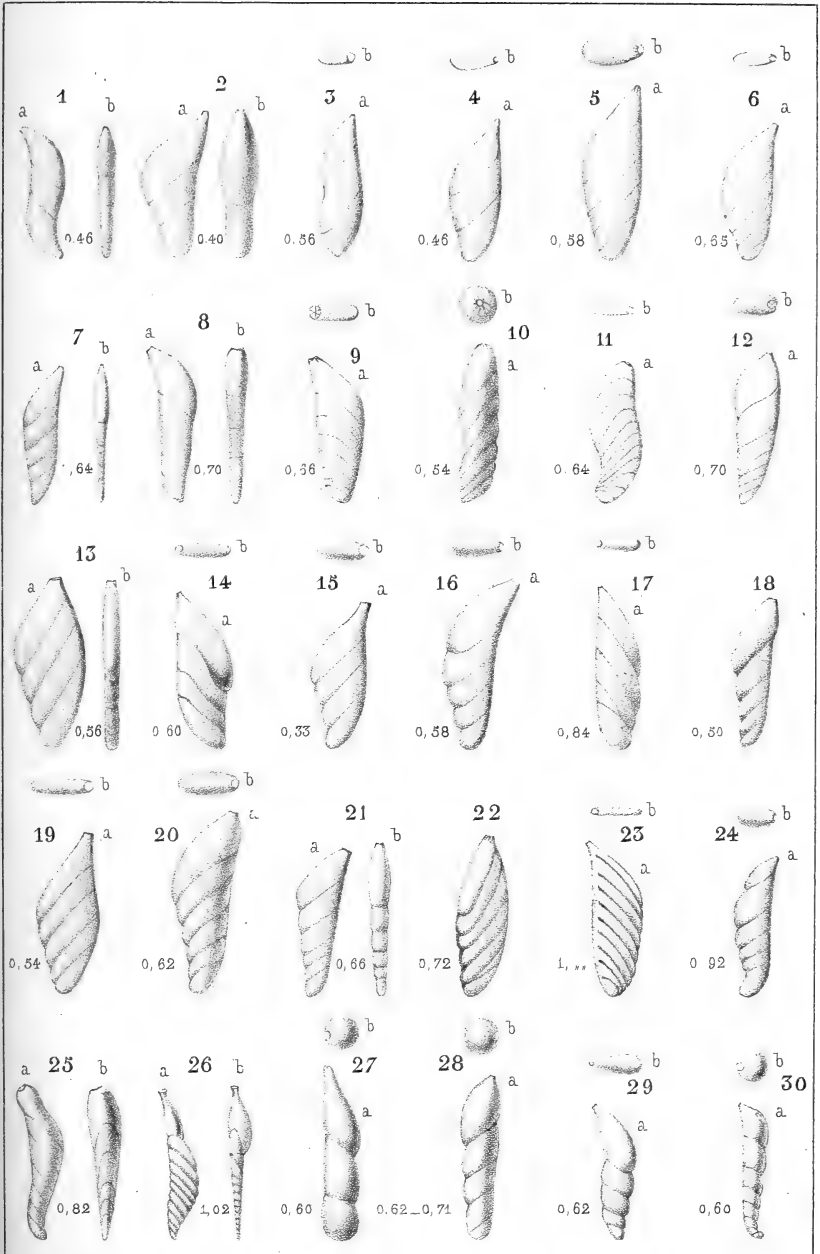 b b b b
1 2 3 4 5 6
a b a b a a a a
0.46 0.40 0.56 0.46 0,58 0,65
b b b b
7 8 9 10 11 12
a b a b a a a a
,64 0,70 0,66 0,54 0.64 0,70
b b b b
13 14 15 16 17 18
a b a a a a
0,56 0 60 0,33 0,58 0,84 0,50
b b b b
19 20 21 22 23 24
a a a b a a
0,54 0,62 0,66 0,72 1,„ 0 92
b b b b
25 26 27 28 29 30
a b a b a a a a
0,82 1,02 0,60 0.62_0,71 0,62 0,60